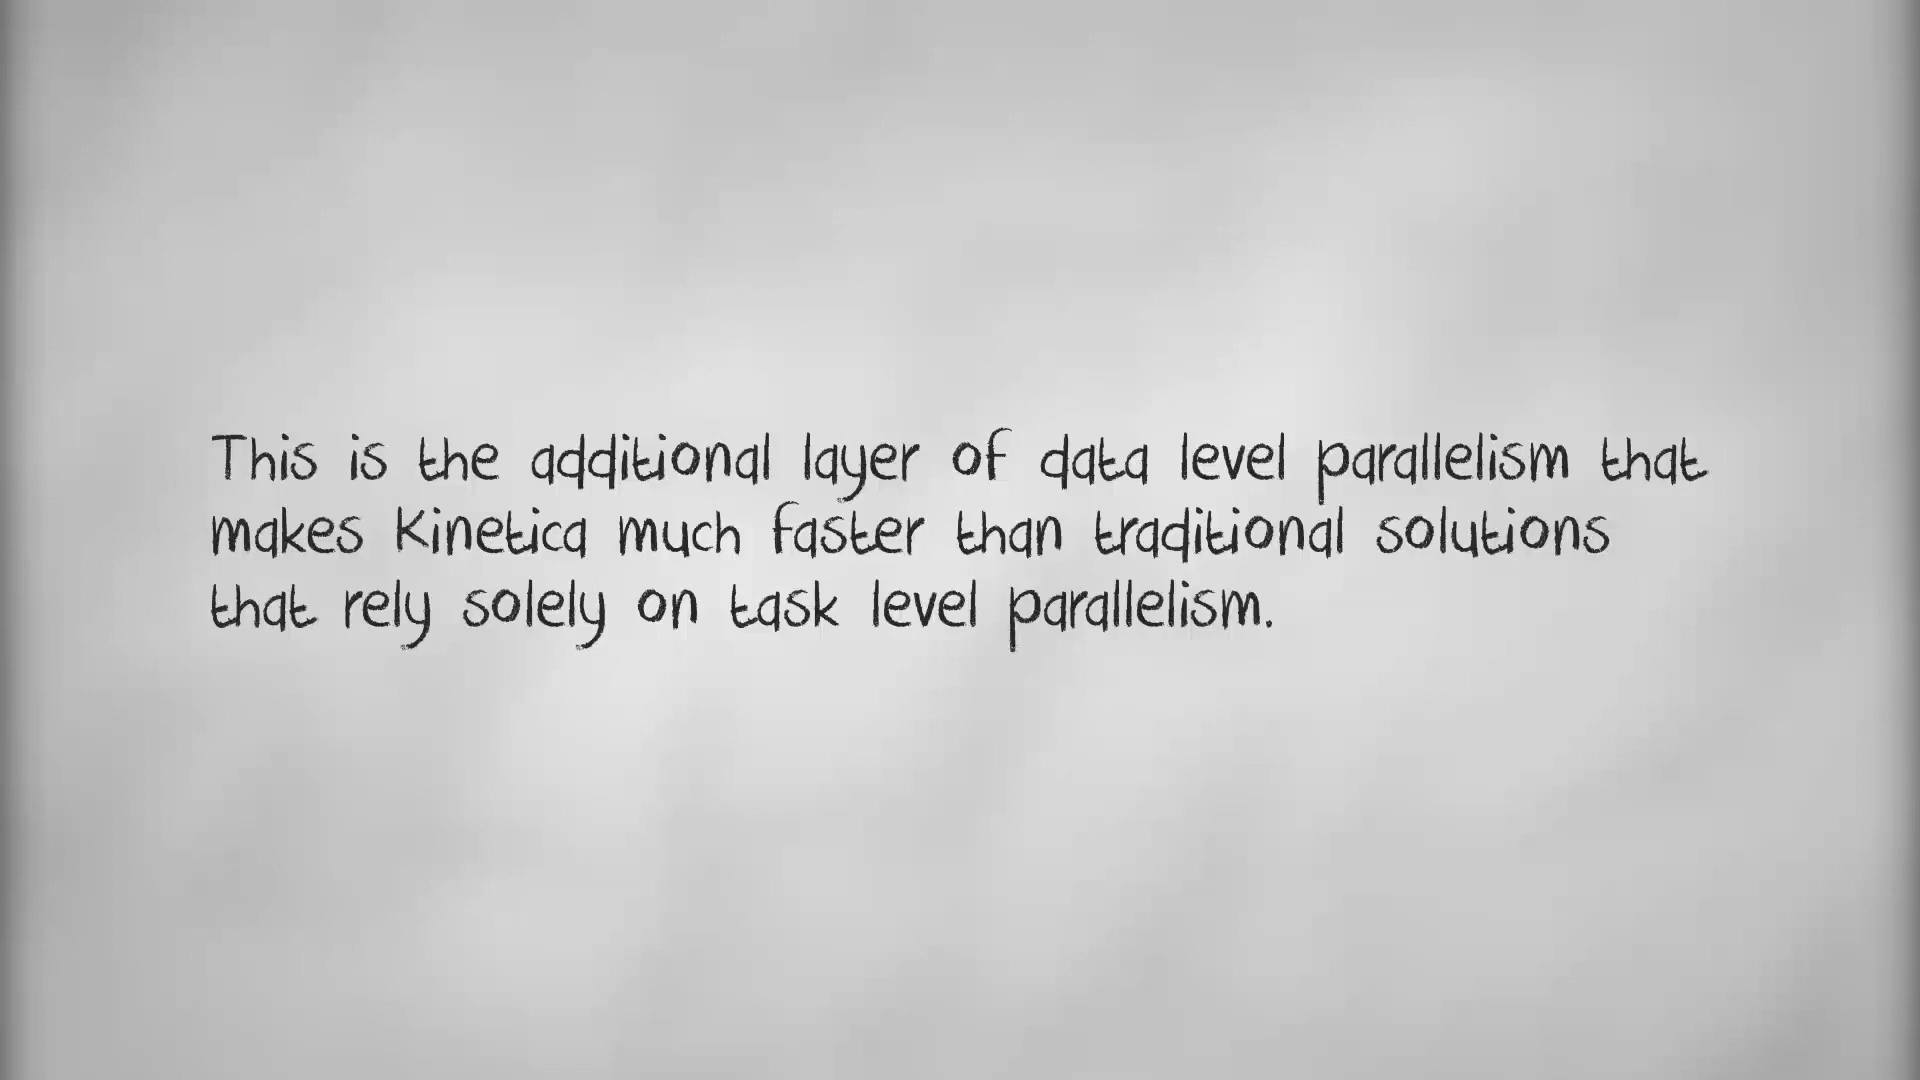 This is the additional layer of data level parallelism that
makes Kinetica much faster than traditional solutions
that rely solely on task level parallelism.